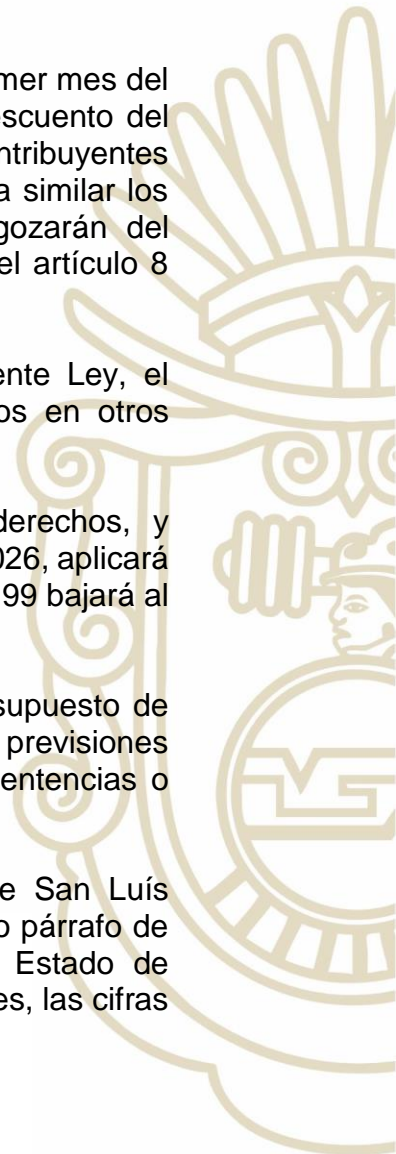 mer mes del
escuento del
ntribuyentes
a similar los
gozarán del
el artículo 8
ente Ley, el
os en otros
derechos, y
026, aplicará
99 bajará al
supuesto de
previsiones
entencias o
e San Luís
o párrafo de
Estado de
es, las cifras